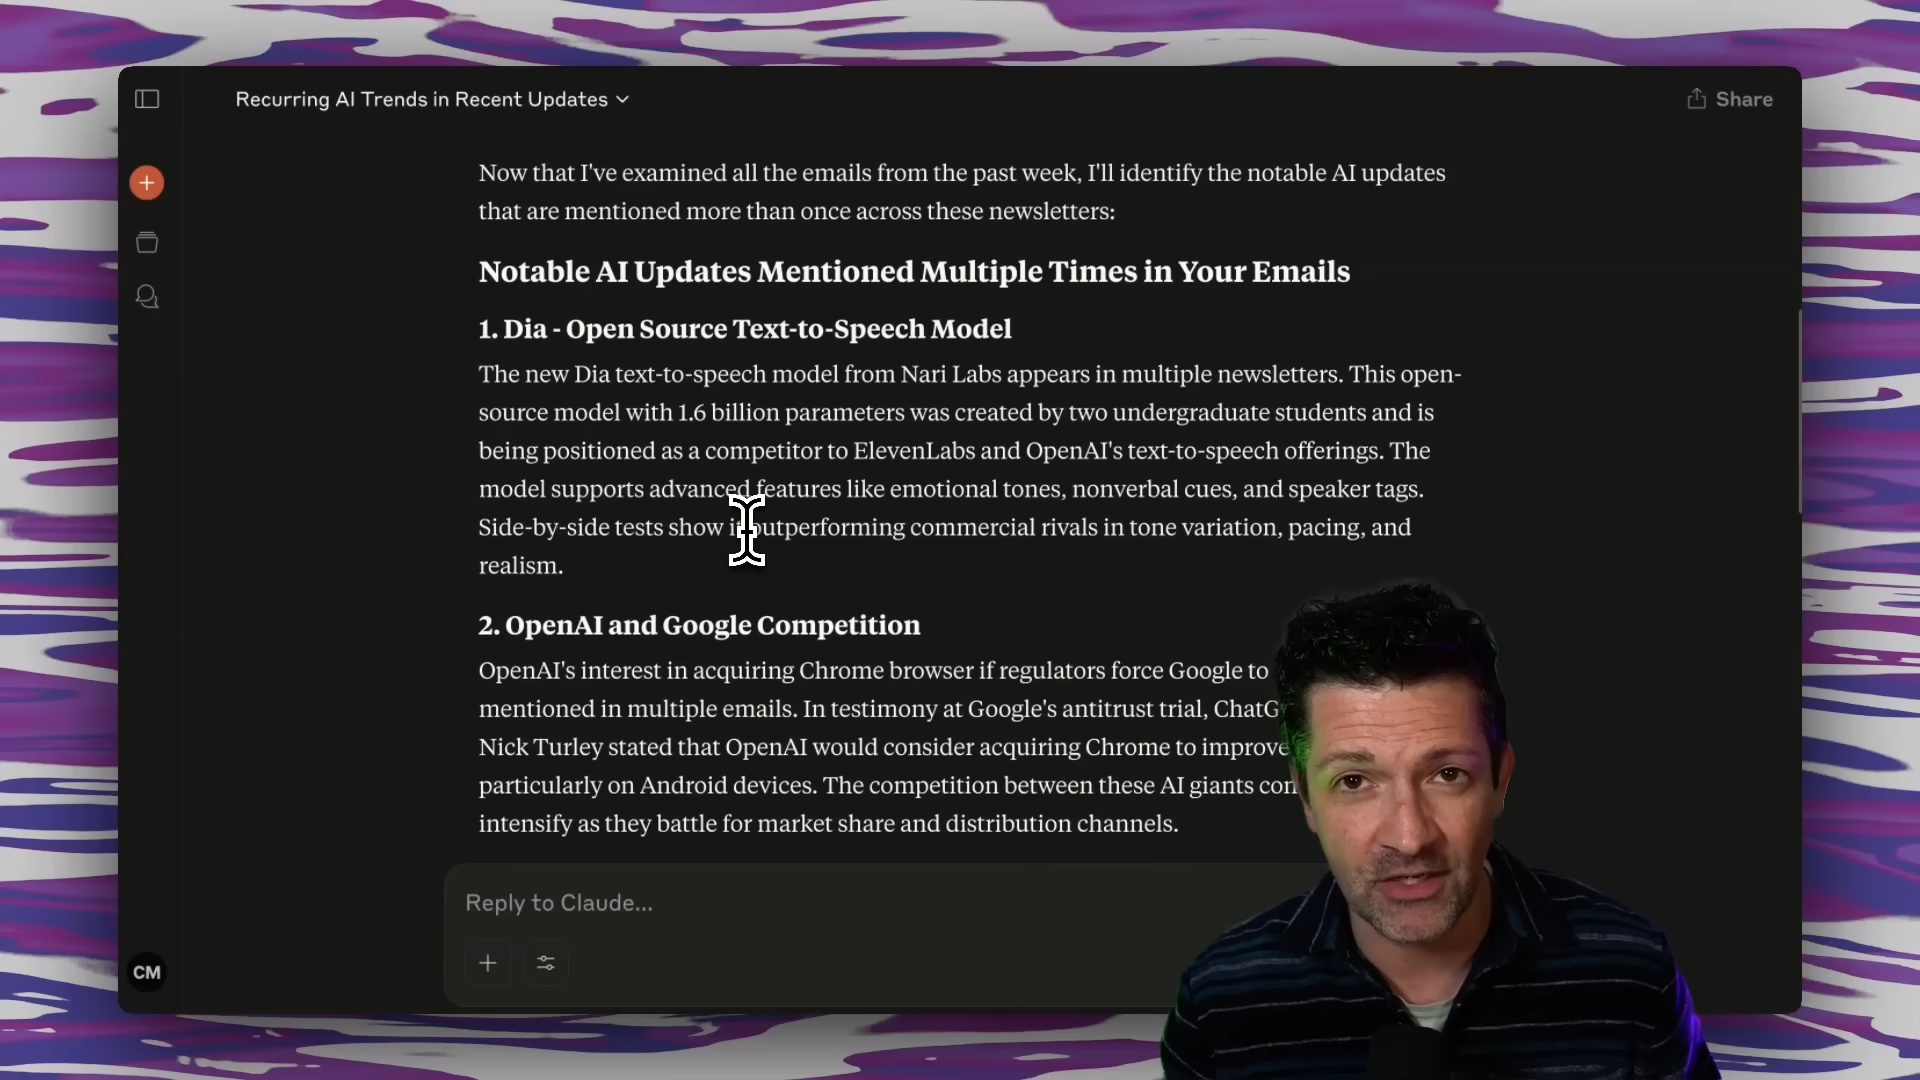 Recurring AI Trends in Recent Updates
Share
Now that I've examined all the emails from the past week, I'll identify the notable AI updates
that are mentioned more than once across these newsletters:
Notable AI Updates Mentioned Multiple Times in Your Emails
1. Dia - Open Source Text-to-Speech Model
The new Dia text-to-speech model from Nari Labs appears in multiple newsletters. This open-
source model with 1.6 billion parameters was created by two undergraduate students and is
being positioned as a competitor to ElevenLabs and OpenAI's text-to-speech offerings. The
model supports advanced features like emotional tones, nonverbal cues, and speaker tags.
Side-by-side tests show it outperforming commercial rivals in tone variation, pacing, and
realism.
2. OpenAI and Google Competition
OpenAI's interest in acquiring Chrome browser if regulators force Google to
mentioned in multiple emails. In testimony at Google's antitrust trial, ChatG
Nick Turley stated that OpenAI would consider acquiring Chrome to improve
particularly on Android devices. The competition between these AI giants con
intensify as they battle for market share and distribution channels.
Reply to Claude...
CM